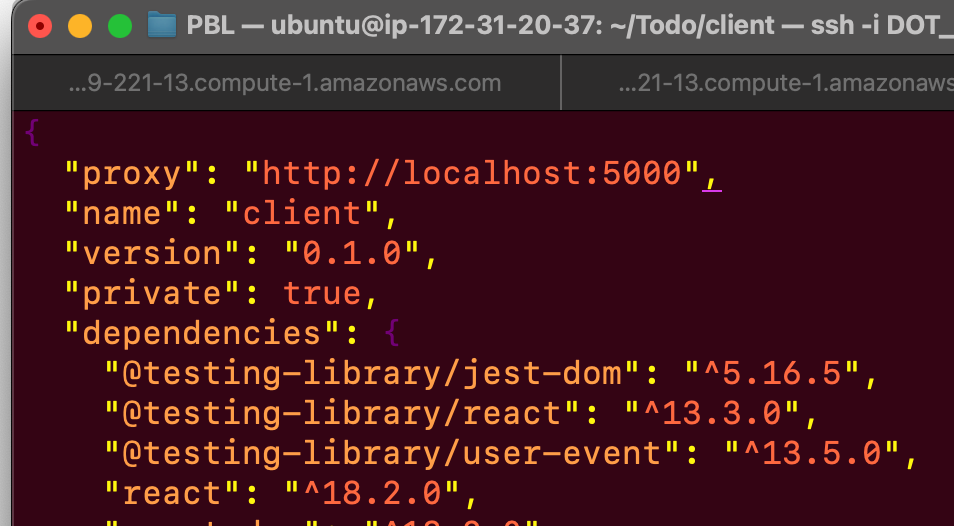 PBL — ubuntu@ip-172-31-20-37: ~/Todo/client — ssh -i DOT_
...9-221-13.compute-1.amazonaws.com
...21-13.compute-1.amazonaws
{
"proxy": "http://localhost:5000",
"name": "client",
"version": "0.1.0",
"private": true,
"dependencies": {
"@testing-library/jest-dom": "^5.16.5",
"@testing-library/react": "^13.3.0",
"@testing-library/user-event": "^13.5.0",
"react": "^18.2.0",